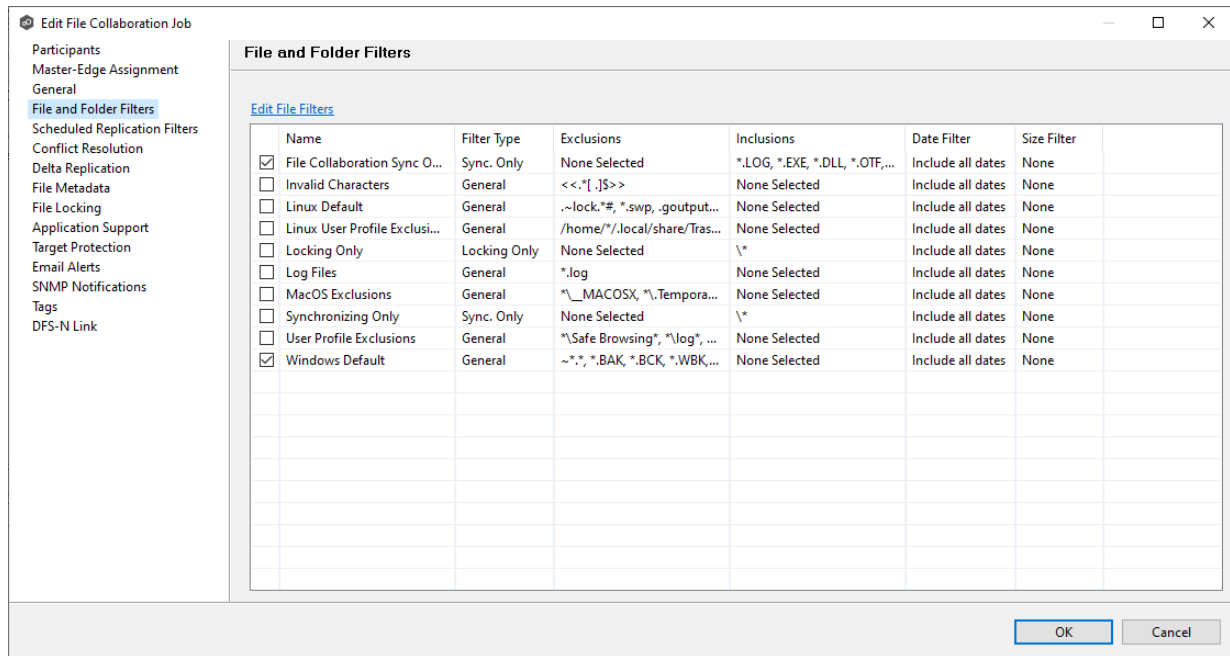 Edit File Collaboration Job
Participants
Master-Edge Assignment
General
File and Folder Filters
Scheduled Replication Filters
Conflict Resolution
Delta Replication
File Metadata
File Locking
Application Support
Target Protection
Email Alerts
SNMP Notifications
Tags
DFS-N Link
File and Folder Filters
Edit File Filters
Name Filter Type Exclusions Inclusions Date Filter Size Filter
File Collaboration Sync O... Sync. Only None Selected *.LOG, *.EXE, *.DLL, *.OTF,... Include all dates None
Invalid Characters General <<.*[ .]$>> None Selected Include all dates None
Linux Default General .~lock.*#, *.swp, .goutput... None Selected Include all dates None
Linux User Profile Exclusi... General /home/*/.local/share/Tras... None Selected Include all dates None
Locking Only Locking Only None Selected \* Include all dates None
Log Files General *.log None Selected Include all dates None
MacOS Exclusions General *\__MACOSX, *\.Tempora... None Selected Include all dates None
Synchronizing Only Sync. Only None Selected \* Include all dates None
User Profile Exclusions General *\Safe Browsing*, *\log*, ... None Selected Include all dates None
Windows Default General ~*.*, *.BAK, *.BCK, *.WBK,... None Selected Include all dates None
OK Cancel